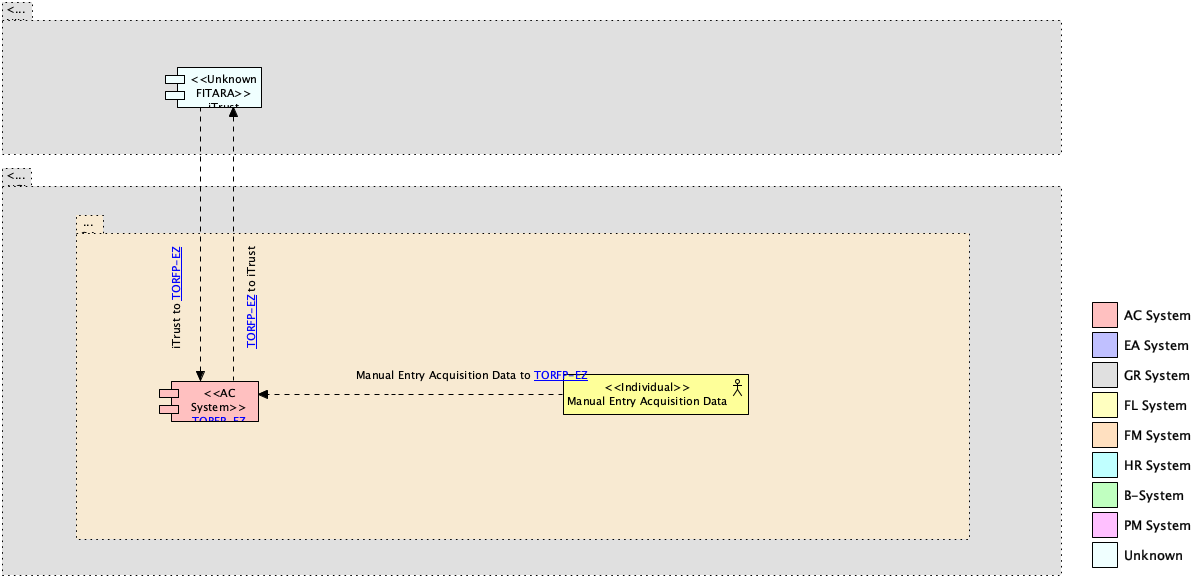 <...
<<Unknown
FITARA>>
iTrust
<...
...
iTrust to TORFP-EZ
TORFP-EZ to iTrust
Manual Entry Acquisition Data to TORFP-EZ
<<Individual>>
Manual Entry Acquisition Data
<<AC
System>>
TORFP-EZ
AC System
EA System
GR System
FL System
FM System
HR System
B-System
PM System
Unknown